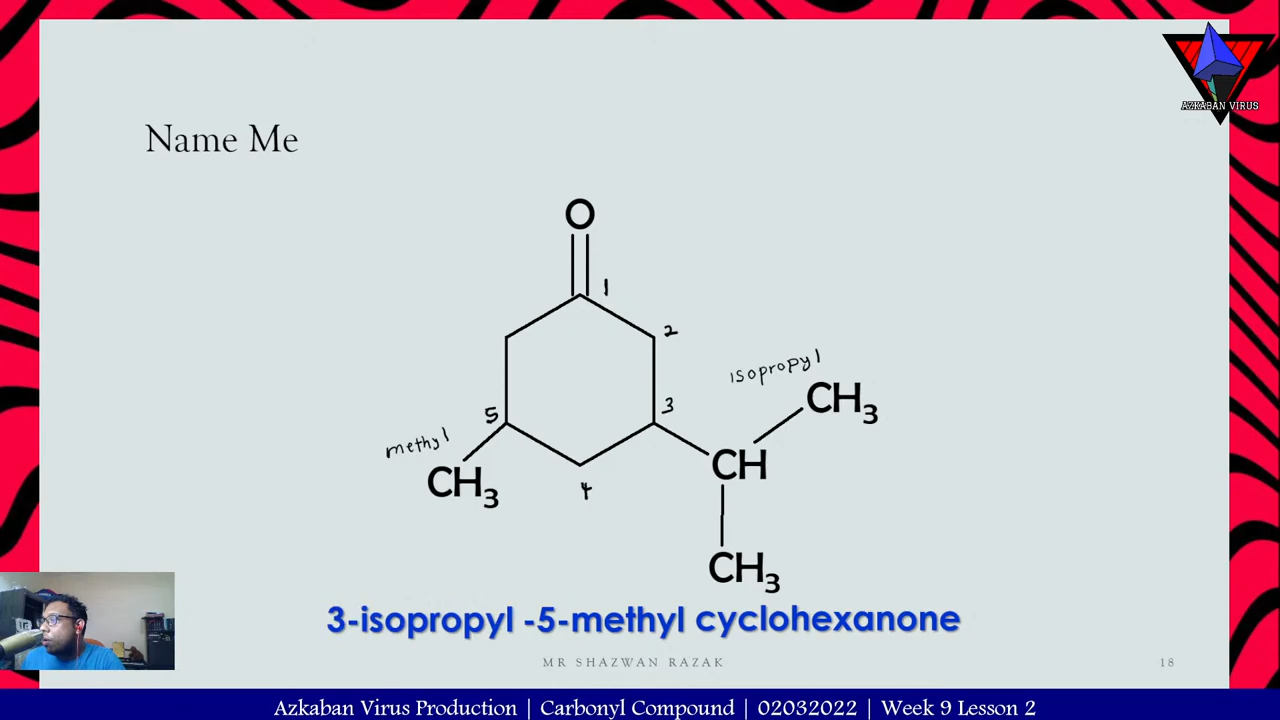 AZKABAN VIRUS
Name Me
O
1
2
isopropyl
CH3
3
5
methyl
CH
CH3
4
CH3
3-isopropyl -5-methyl cyclohexanone
MR SHAZWAN RAZAK
18
Azkaban Virus Production | Carbonyl Compound | 02032022 | Week 9 Lesson 2